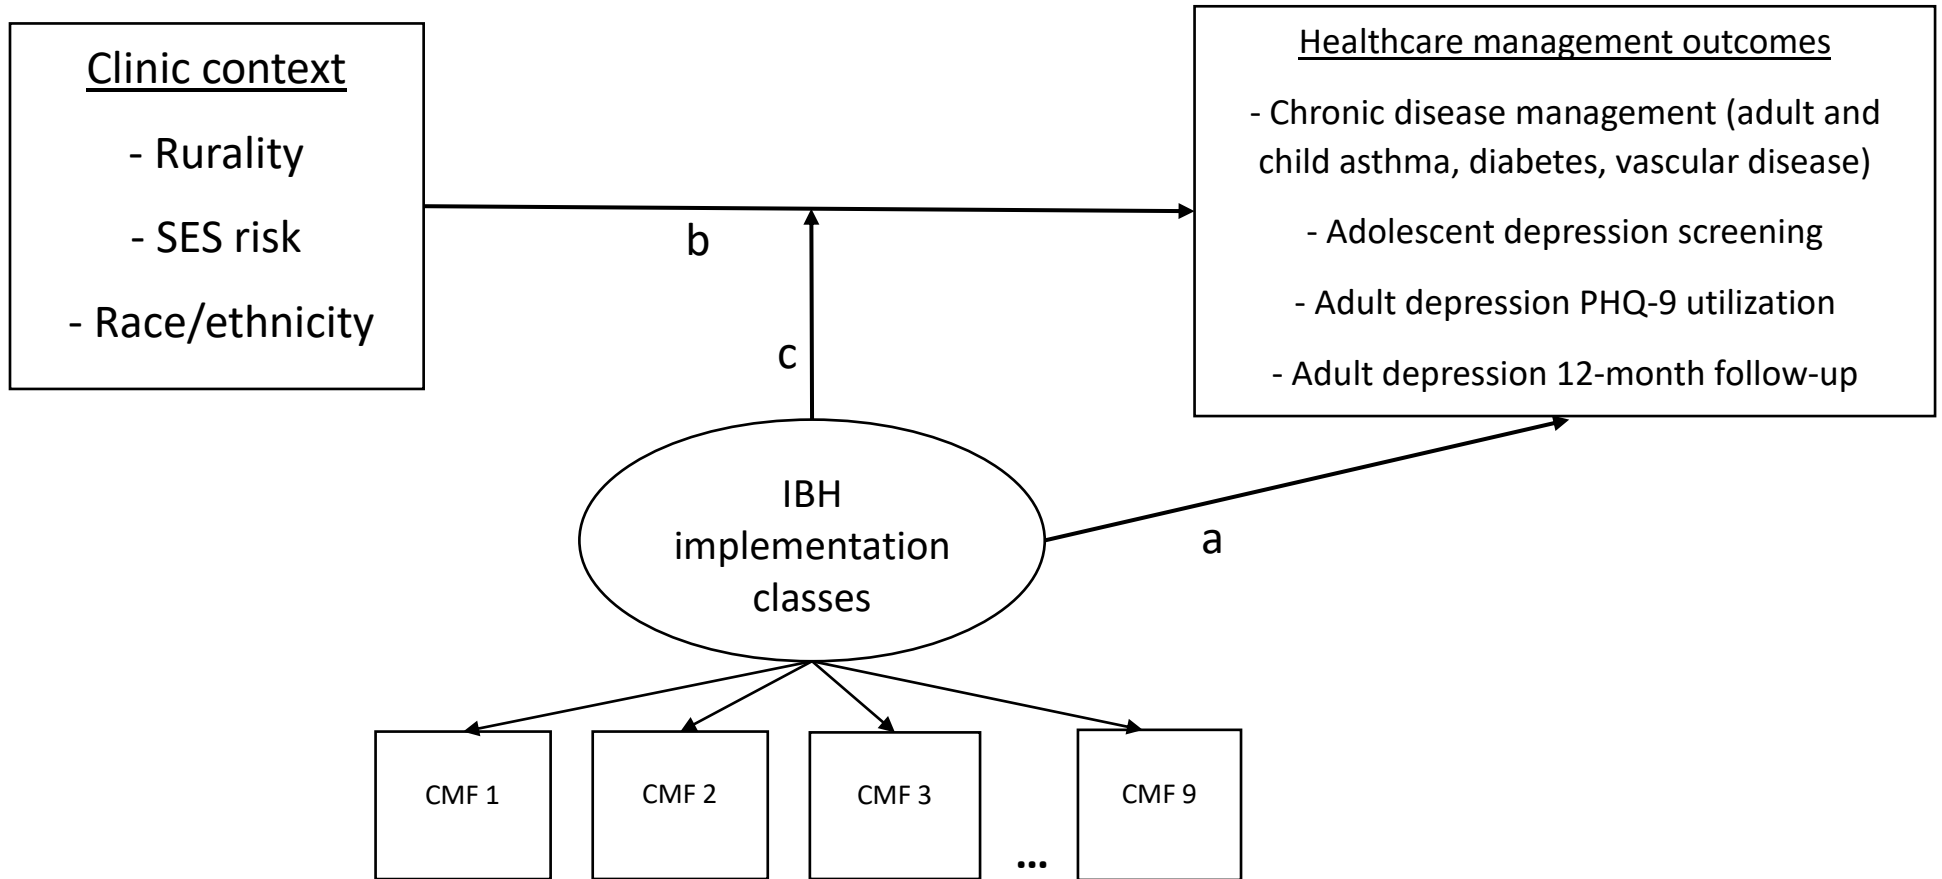 Clinic context
- Rurality
- SES risk
- Race/ethnicity
Healthcare management outcomes
- Chronic disease management (adult and
child asthma, diabetes, vascular disease)
- Adolescent depression screening
- Adult depression PHQ-9 utilization
- Adult depression 12-month follow-up
b
c
a
IBH
implementation
classes
CMF 1
CMF 2
CMF 3
...
CMF 9